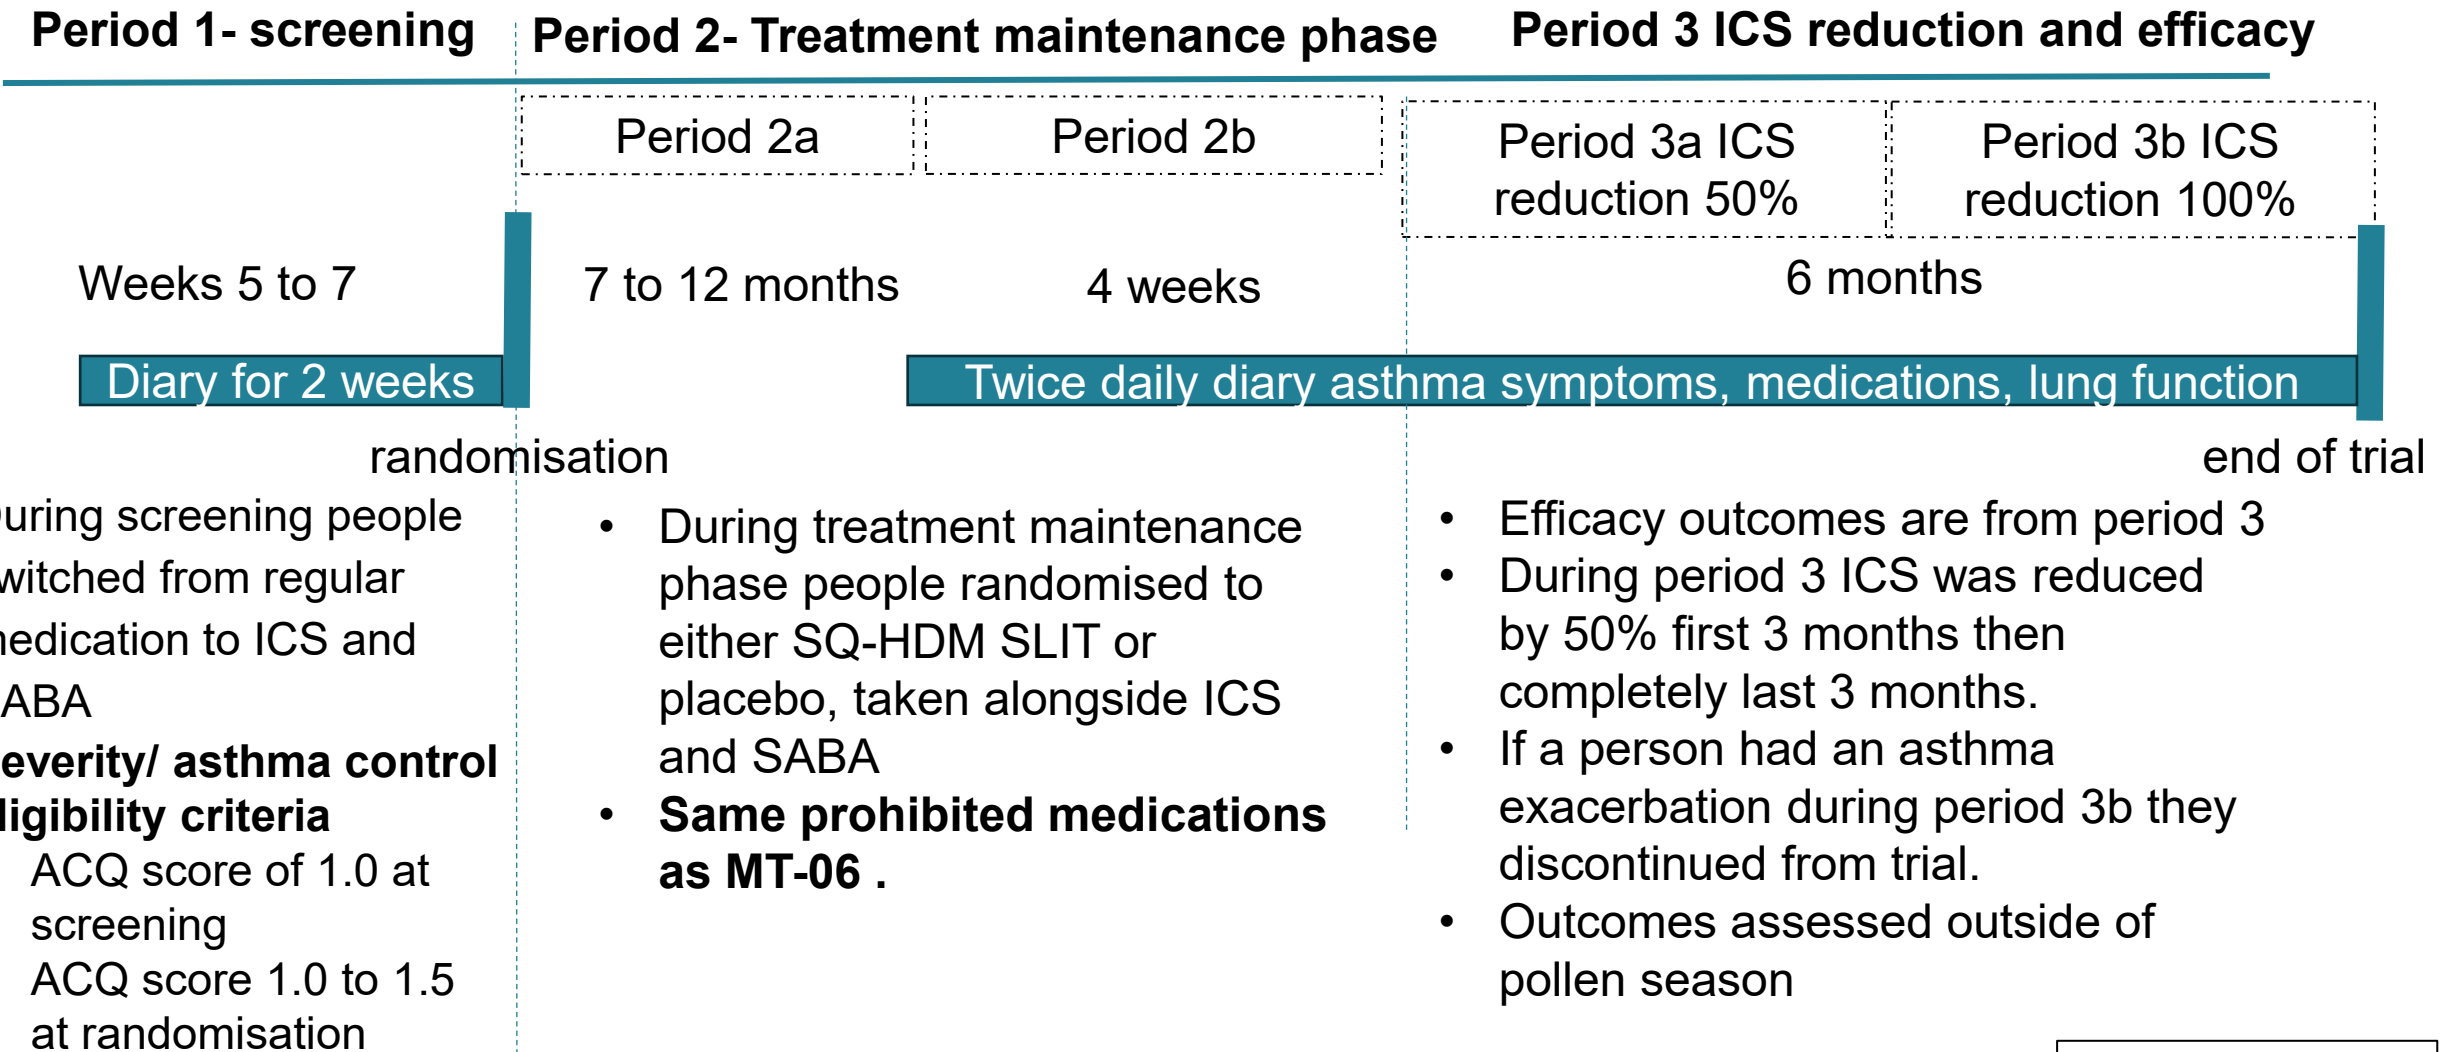 Period 1- screening
Period 2- Treatment maintenance phase
Period 3 ICS reduction and efficacy
Period 2a
Period 2b
Period 3a ICS
reduction 50%
Period 3b ICS
reduction 100%
Weeks 5 to 7
7 to 12 months
4 weeks
6 months
Diary for 2 weeks
Twice daily diary asthma symptoms, medications, lung function
randomisation
end of trial
uring screening people
witched from regular
edication to ICS and
ABA
everity/ asthma control
ligibility criteria
ACQ score of 1.0 at
screening
ACQ score 1.0 to 1.5
at randomisation
• During treatment maintenance
phase people randomised to
either SQ-HDM SLIT or
placebo, taken alongside ICS
and SABA
• Same prohibited medications
as MT-06 .
• Efficacy outcomes are from period 3
• During period 3 ICS was reduced
by 50% first 3 months then
completely last 3 months.
• If a person had an asthma
exacerbation during period 3b they
discontinued from trial.
• Outcomes assessed outside of
pollen season